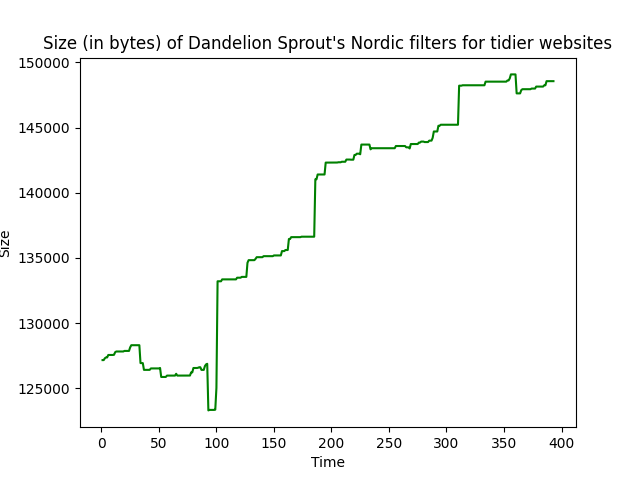 Size (in bytes) of Dandelion Sprout's Nordic filters for tidier websites
150000
145000
140000
135000
130000
125000
Size
0 50 100 150 200 250 300 350 400
Time